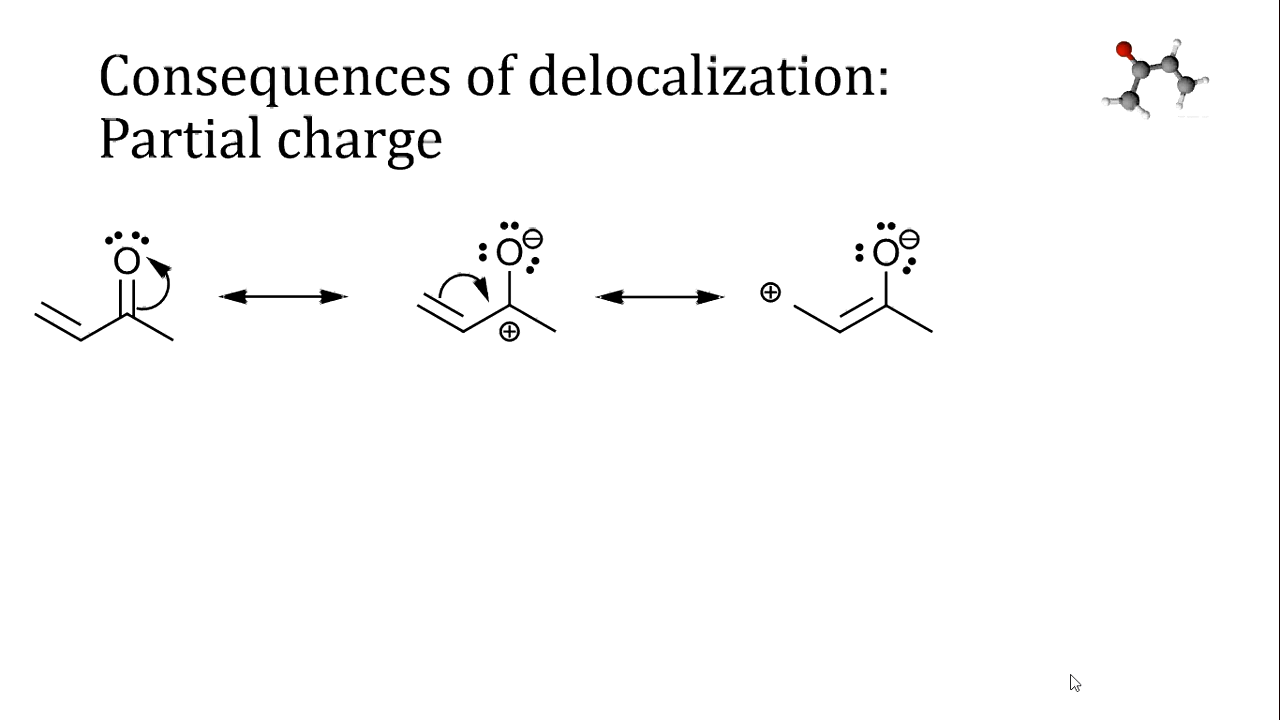 Consequences of delocalization:
Partial charge
O
O⊖
O⊖
⊕
⊕